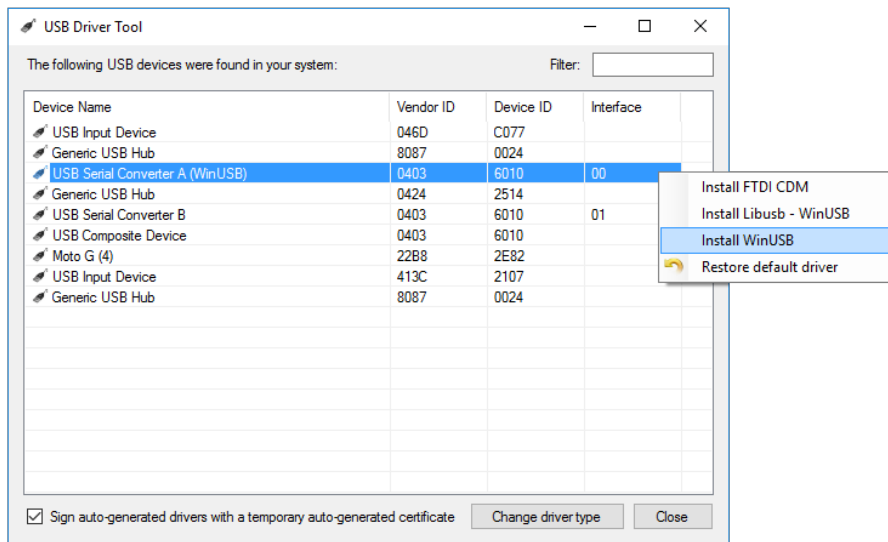 USB Driver Tool
The following USB devices were found in your system: Filter:
Device Name Vendor ID Device ID Interface
USB Input Device 046D C077
Generic USB Hub 8087 0024
USB Serial Converter A (WinUSB) 0403 6010 00
Generic USB Hub 0424 2514
USB Serial Converter B 0403 6010 01
USB Composite Device 0403 6010
Moto G (4) 22B8 2E82
USB Input Device 413C 2107
Generic USB Hub 8087 0024
Install FTDI CDM
Install Libusb - WinUSB
Install WinUSB
Restore default driver
Sign auto-generated drivers with a temporary auto-generated certificate Change driver type Close